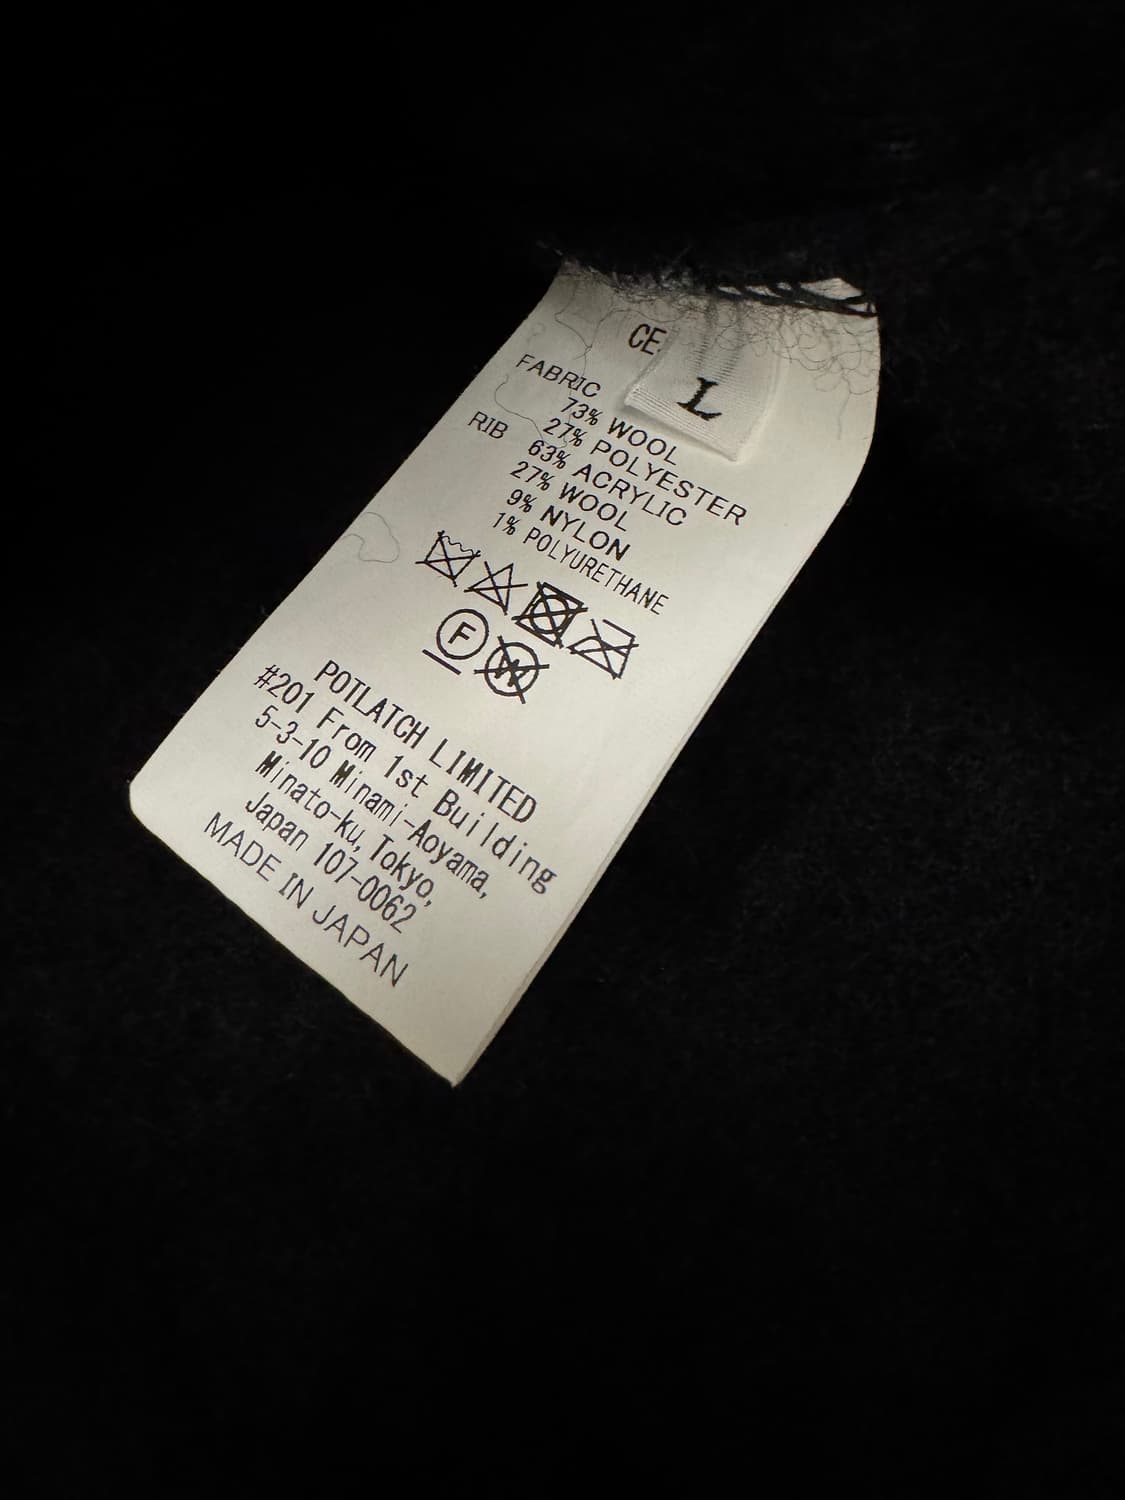 CE
L
FABRIC
73% WOOL
27% POLYESTER
RIB 63% ACRYLIC
27% WOOL
9% NYLON
1% POLYURETHANE
F
W
POTLATCH LIMITED
#201 From 1st Building
5-3-10 Minami-Aoyama,
Minato-ku, Tokyo,
Japan 107-0062
MADE IN JAPAN